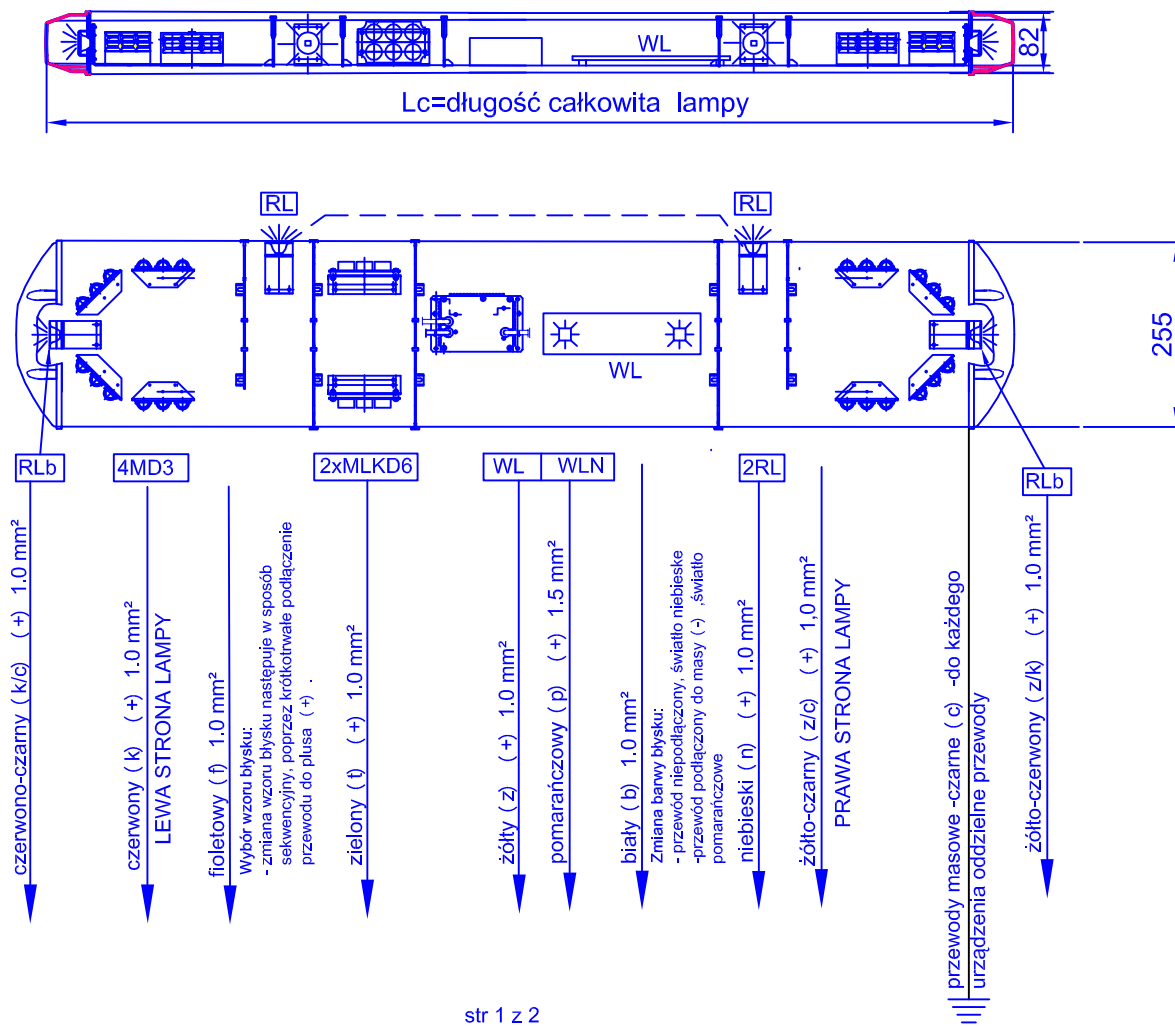 WL
82
Lc=długość całkowita lampy
RL
RL
255
WL
RLb
4MD3
2xMLKD6
WL
WLN
2RL
RLb
czerwono-czarny (k/c) (+) 1.0 mm²
czerwony (k) (+) 1.0 mm²
LEWA STRONA LAMPY
fioletowy (f) 1.0 mm²
Wybór wzoru błysku:
- zmiana wzoru błysku następuje w sposób
sekwencyjny, poprzez krótkotrwałe podłączenie
przewodu do plusa (+) .
zielony (t) (+) 1.0 mm²
żółty (z) (+) 1.0 mm²
pomarańczowy (p) (+) 1.5 mm²
biały (b) 1.0 mm²
Zmiana barwy błysku:
- przewód niepodłączony, światło niebieske
-przewód podłączony do masy (-) ,światło
pomarańczowe
niebieski (n) (+) 1.0 mm²
żółto-czarny (z/c) (+) 1,0 mm²
PRAWA STRONA LAMPY
przewody masowe -czarne (c) -do każdego
urządzenia oddzielne przewody
żółto-czerwony (z/k) (+) 1.0 mm²
str 1 z 2